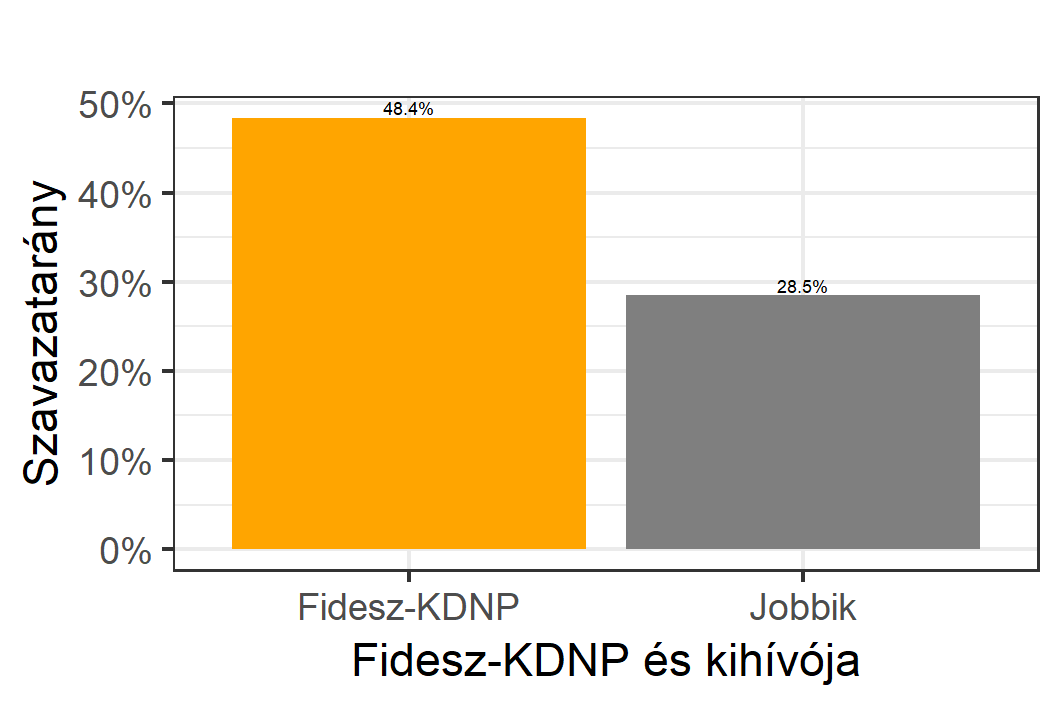 Szavazatarány
50%
40%
30%
20%
10%
0%
48.4%
28.5%
Fidesz-KDNP
Jobbik
Fidesz-KDNP és kihívója